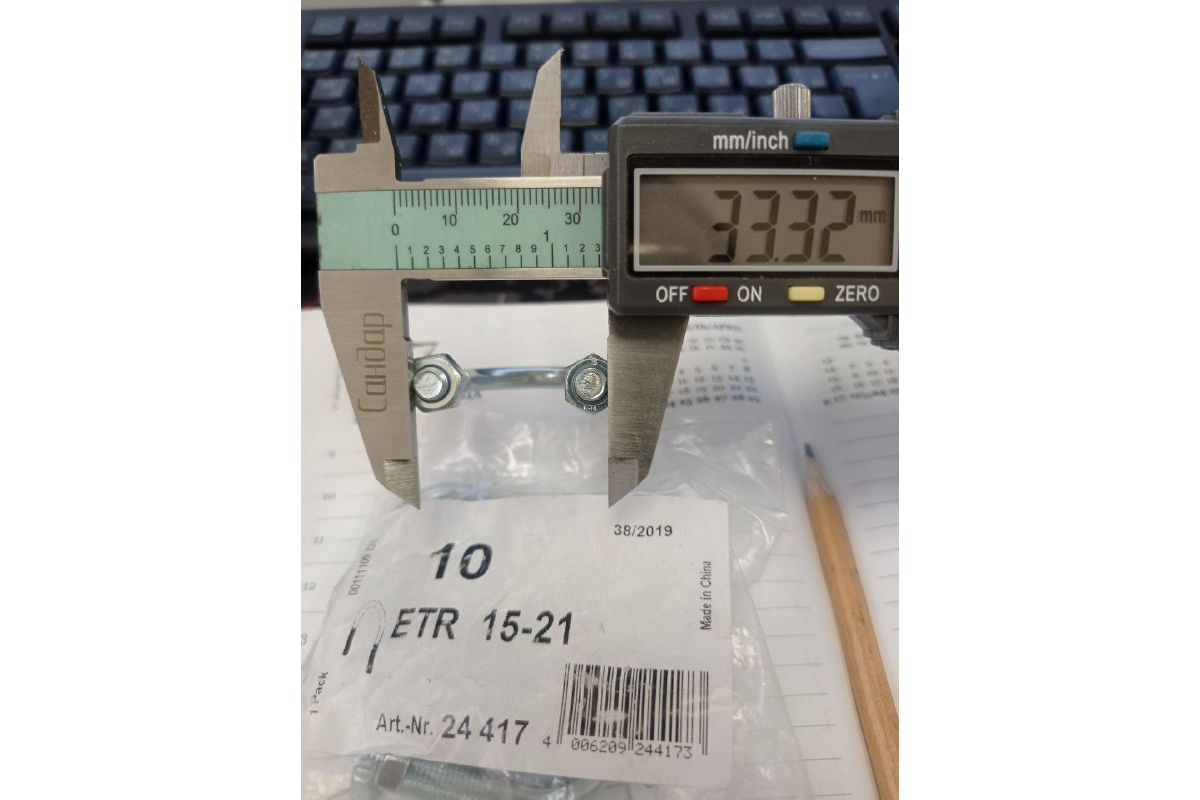 mm/inch
33.32 mm
OFF ON ZERO
0 10 20 30
1 2 3 4 5 6 7 8 9 1 1 2 3
Сандар
38/2019
10
ETR 15-21
Made in China
1 Pack
Art.-Nr. 24 417
4 006209 244173